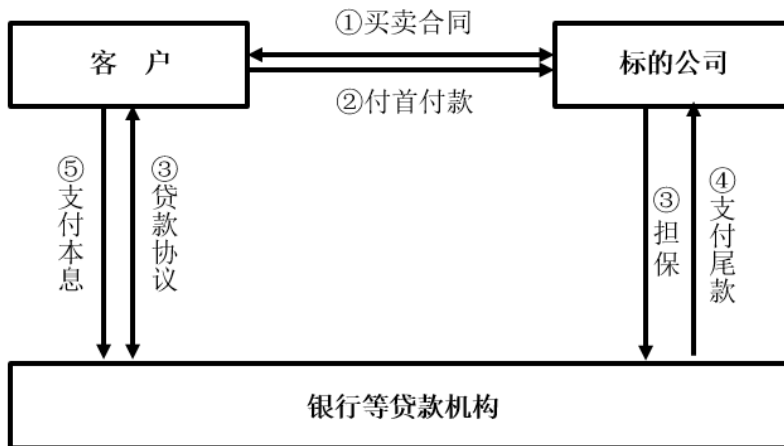 ①买卖合同
客 户
标的公司
②付首付款
⑤支付本息
③贷款协议
③担保
④支付尾款
银行等贷款机构